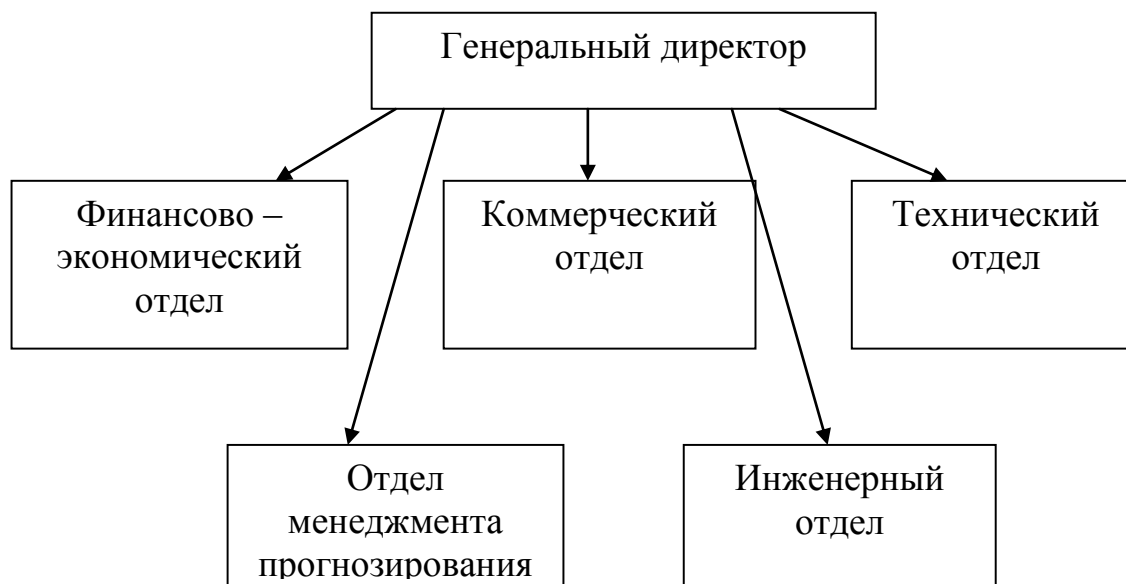 Генеральный директор
Финансово –
экономический
отдел
Коммерческий
отдел
Технический
отдел
Отдел
менеджмента
прогнозирования
Инженерный
отдел